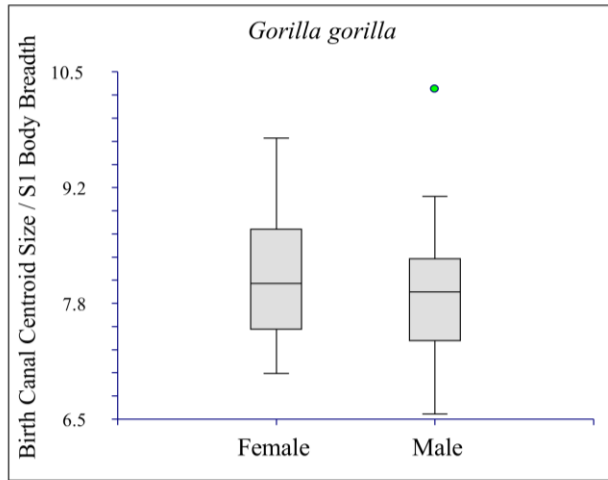 Gorilla gorilla
Birth Canal Centroid Size / S1 Body Breadth
10.5
9.2
7.8
6.5
Female Male